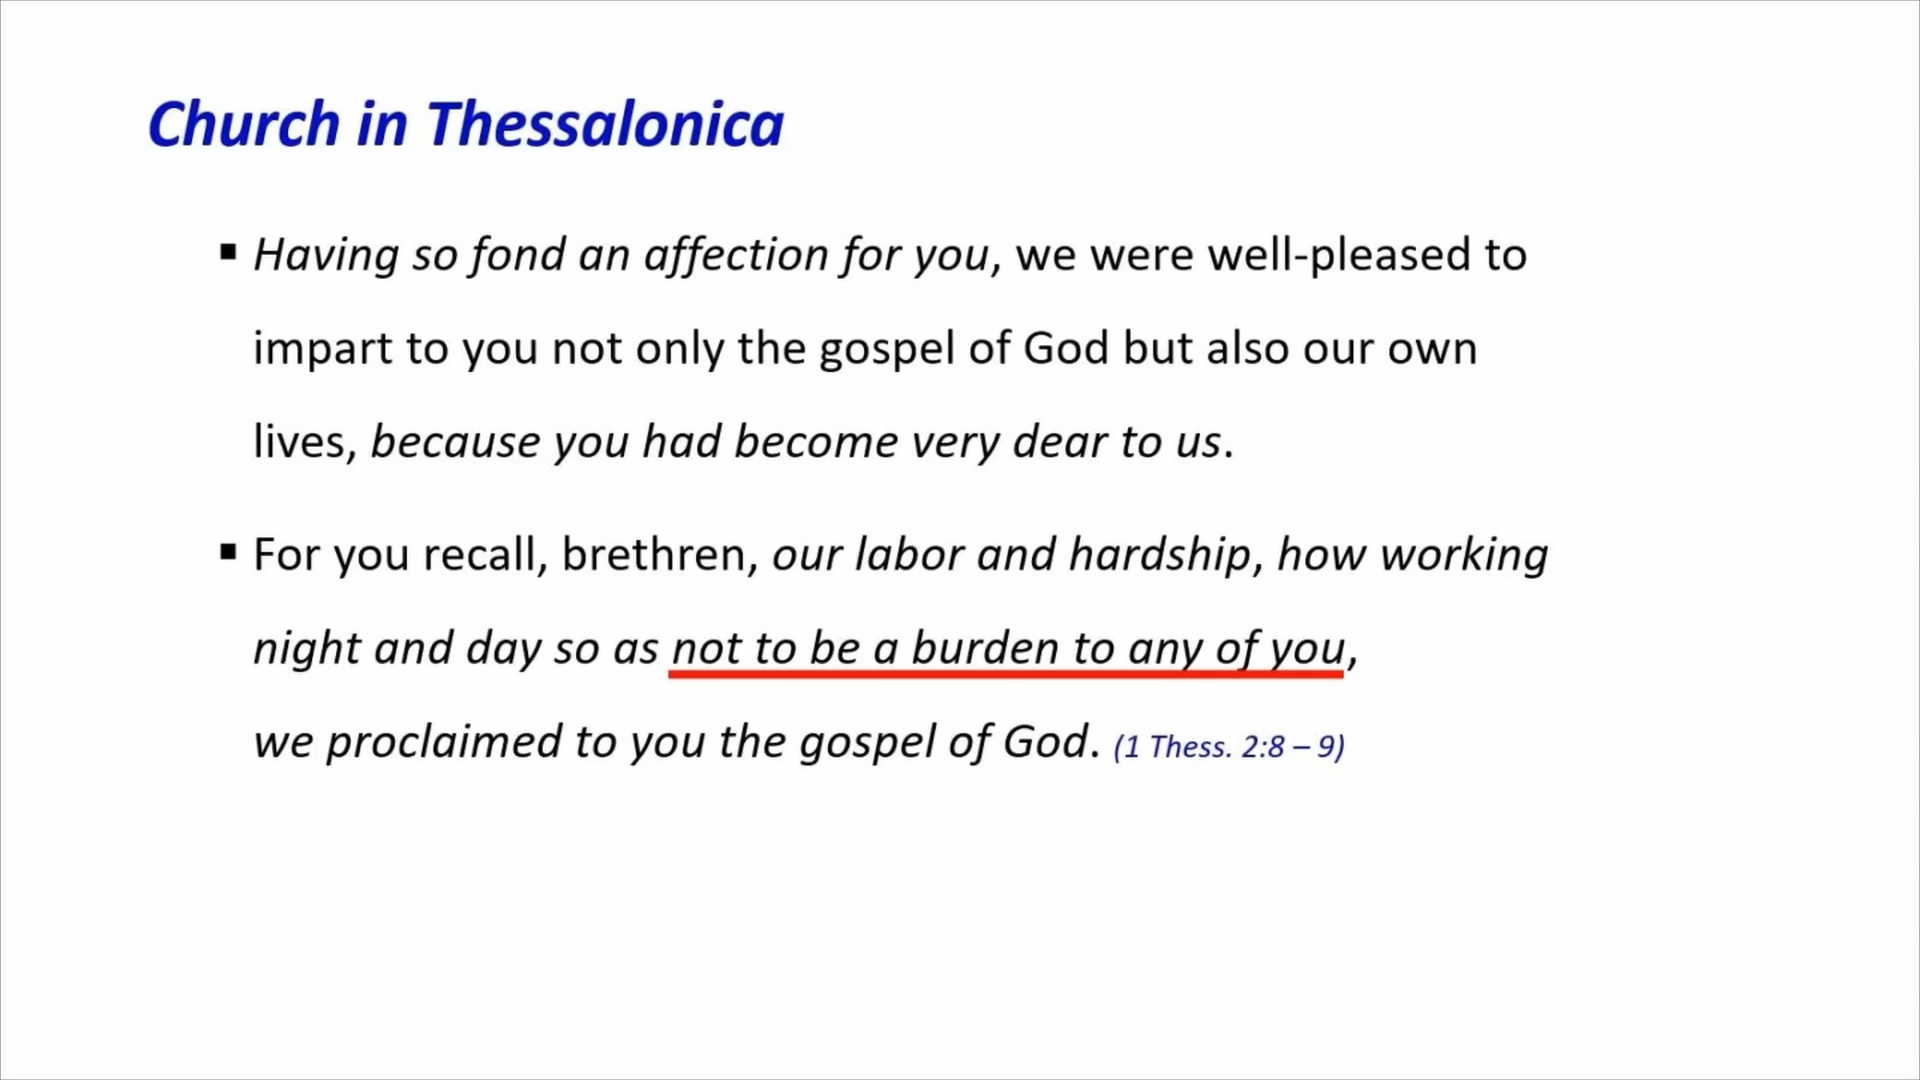 Church in Thessalonica
▪ Having so fond an affection for you, we were well-pleased to
impart to you not only the gospel of God but also our own
lives, because you had become very dear to us.
▪ For you recall, brethren, our labor and hardship, how working
night and day so as not to be a burden to any of you,
we proclaimed to you the gospel of God. (1 Thess. 2:8 – 9)